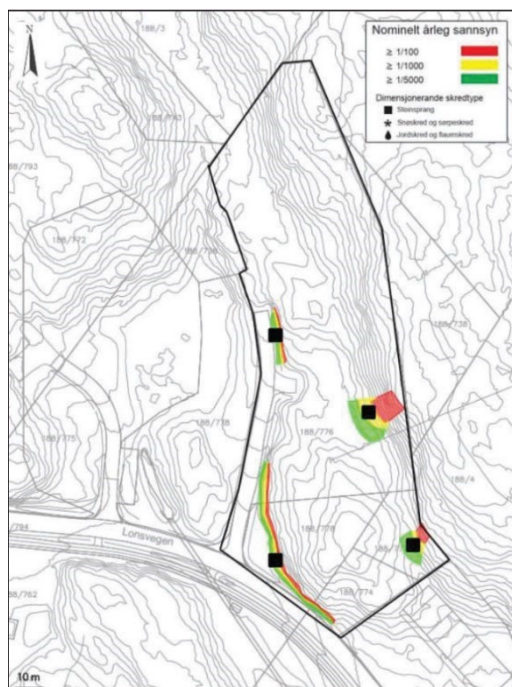 Nominelt årleg sannsyn
≥ 1/100
≥ 1/1000
≥ 1/5000
Dimensjonerande skredtype
Steinsprang
Snøskred og sørpeskred
Jordskred og flaumskred
N
188/3
188/793
188/772
188/738
188/776
188/775
188/4
188/778
Lonsvegen
188/774
188/762
10 m